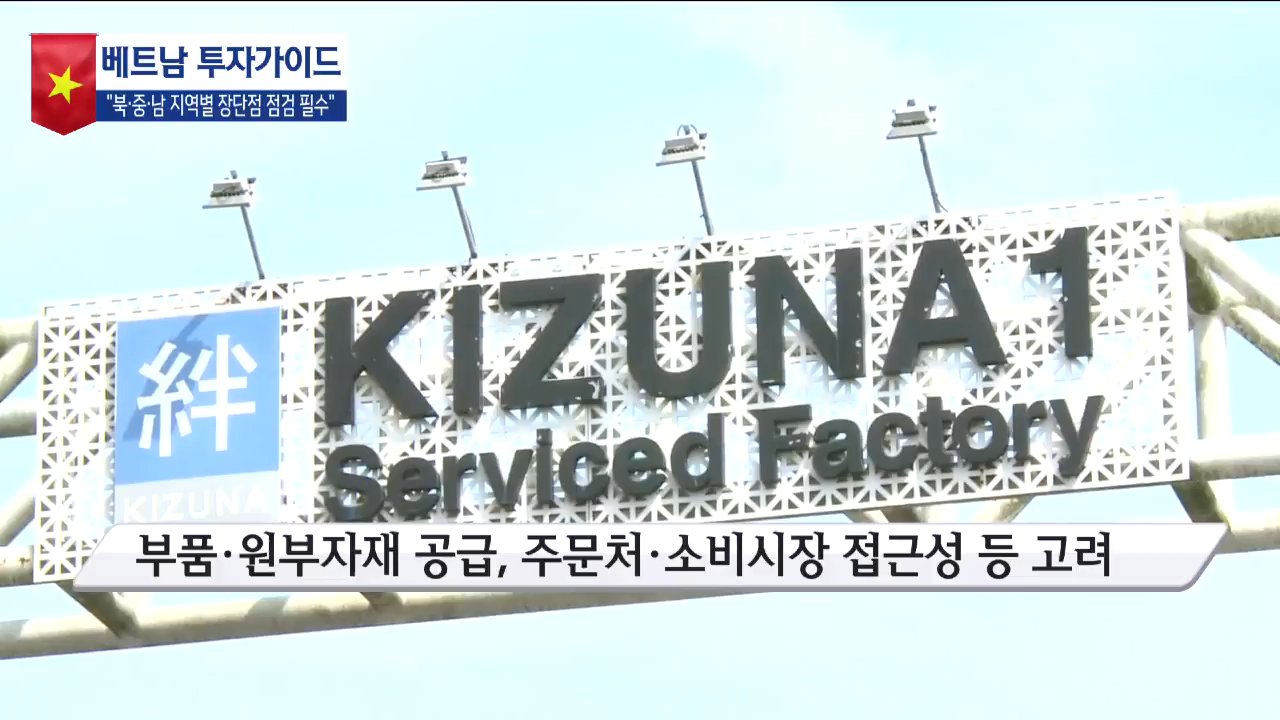 베트남 투자가이드
"북·중·남 지역별 장단점 점검 필수"
KIZUNA 1
Serviced Factory
絆
KIZUNA
부품·원부자재 공급, 주문처·소비시장 접근성 등 고려